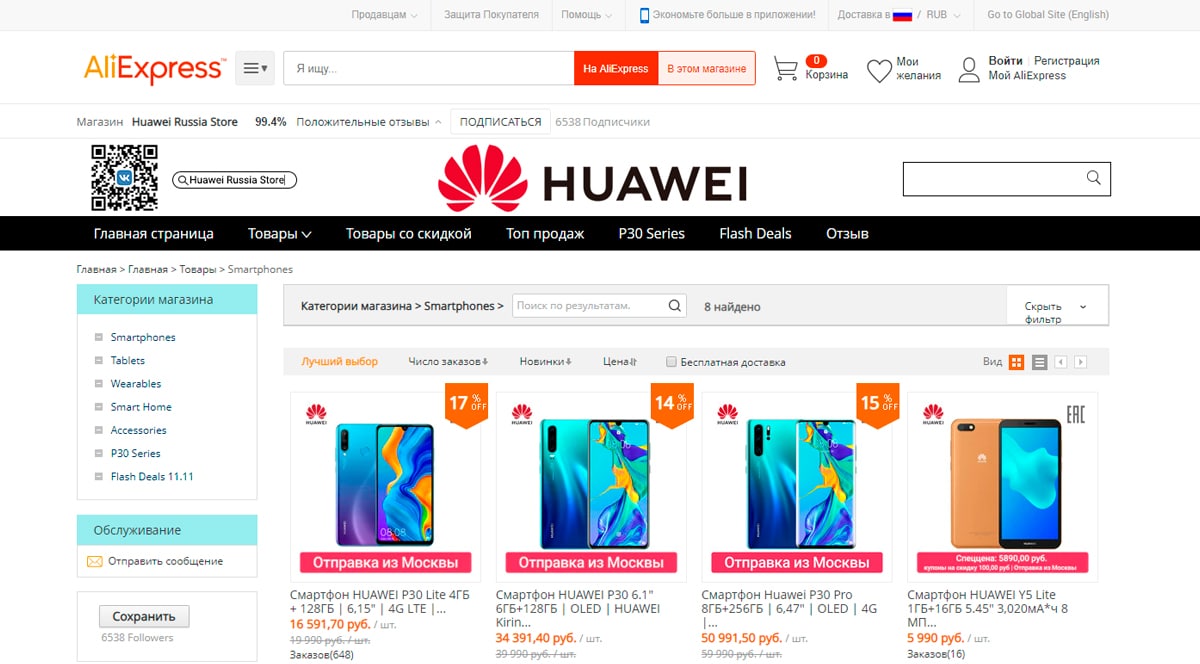 Продавцам
Защита Покупателя
Помощь
Экономьте больше в приложении!
Доставка в / RUB
Go to Global Site (English)
AliExpress™
Я ищу...
На AliExpress
В этом магазине
0
Корзина
Мои
желания
Войти | Регистрация
Мой AliExpress
Магазин Huawei Russia Store 99.4% Положительные отзывы
ПОДПИСАТЬСЯ
6538 Подписчики
Huawei Russia Store
HUAWEI
Главная страница
Товары
Товары со скидкой
Топ продаж
P30 Series
Flash Deals
Отзыв
Главная > Главная > Товары > Smartphones
Категории магазина
Smartphones
Tablets
Wearables
Smart Home
Accessories
P30 Series
Flash Deals 11.11
Обслуживание
Отправить сообщение
Сохранить
6538 Followers
Категории магазина > Smartphones >
Поиск по результатам.
8 найдено
Скрыть
фильтр
Лучший выбор
Число заказов
Новинки
Цена
Бесплатная доставка
Вид
HUAWEI
17 % OFF
08:08
Отправка из Москвы
Смартфон HUAWEI P30 Lite 4ГБ
+ 128ГБ | 6,15" | 4G LTE |...
16 591,70 руб. / шт.
19 990 руб. / шт.
Заказов(648)
HUAWEI
14 % OFF
Отправка из Москвы
Смартфон HUAWEI P30 6.1"
6ГБ+128ГБ | OLED | HUAWEI
Kirin...
34 391,40 руб. / шт.
39 990 руб. / шт.
HUAWEI
15 % OFF
Отправка из Москвы
Смартфон Huawei P30 Pro
8ГБ+256ГБ | 6,47" | OLED | 4G
|...
50 991,50 руб. / шт.
59 990 руб. / шт.
HUAWEI
EAC
Спеццена: 5890,00 руб.
купоны на скидку 100,00 руб | Отправка из Москвы
Смартфон HUAWEI Y5 Lite
1ГБ+16ГБ 5.45" 3,020мА*ч 8
МП...
5 990 руб. / шт.
Заказов(16)